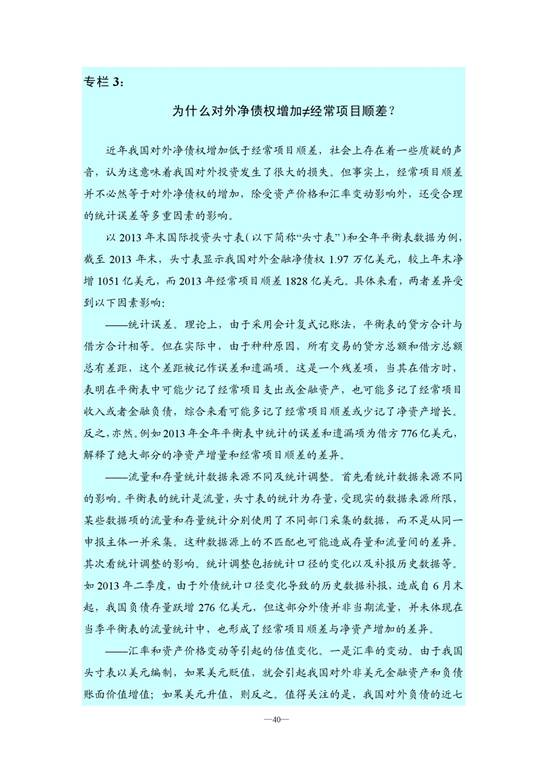 专栏 3：
为什么对外净债权增加≠经常项目顺差？
近年我国对外净债权增加低于经常项目顺差，社会上存在着一些质疑的声
音，认为这意味着我国对外投资发生了很大的损失。但事实上，经常项目顺差
并不必然等于对外净债权的增加，除受资产价格和汇率变动影响外，还受合理
的统计误差等多重因素的影响。
以 2013 年末国际投资头寸表（以下简称“头寸表”）和全年平衡表数据为例，
截至 2013 年末，头寸表显示我国对外金融净债权 1.97 万亿美元，较上年末净
增 1051 亿美元，而 2013 年经常项目顺差 1828 亿美元。具体来看，两者差异受
到以下因素影响：
——统计误差。理论上，由于采用会计复式记账法，平衡表的贷方合计与
借方合计相等。但在实际中，由于种种原因，所有交易的贷方总额和借方总额
总有差距，这个差距被记作误差和遗漏项。这是一个残差项，当其在借方时，
表明在平衡表中可能少记了经常项目支出或金融资产，也可能多记了经常项目
收入或者金融负债，综合来看可能多记了经常项目顺差或少记了净资产增长。
反之，亦然。例如 2013 年全年平衡表中统计的误差和遗漏项为借方 776 亿美元，
解释了绝大部分的净资产增量和经常项目顺差的差异。
——流量和存量统计数据来源不同及统计调整。首先看统计数据来源不同
的影响。平衡表的统计是流量，头寸表的统计为存量，受现实的数据来源所限，
某些数据项的流量和存量统计分别使用了不同部门采集的数据，而不是从同一
申报主体一并采集。这种数据源上的不匹配也可能造成存量和流量间的差异。
其次看统计调整的影响。统计调整包括统计口径的变化以及补报历史数据等。
如 2013 年二季度，由于外债统计口径变化导致的历史数据补报，造成自 6 月末
起，我国负债存量跃增 276 亿美元，但这部分外债并非当期流量，并未体现在
当季平衡表的流量统计中，也形成了经常项目顺差与净资产增加的差异。
——汇率和资产价格变动等引起的估值变化。一是汇率的变动。由于我国
头寸表以美元编制，如果美元贬值，就会引起我国对外非美元金融资产和负债
账面价值增值；如果美元升值，则反之。值得关注的是，我国对外负债的近七
—40—